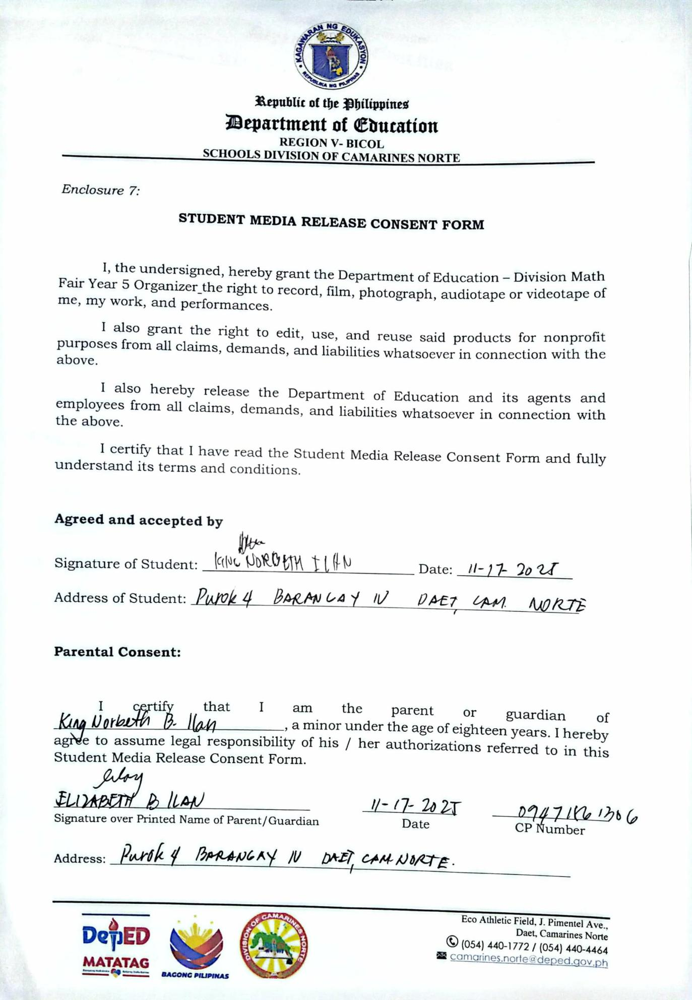 KAGAWARAN NG EDUKASYON
REPUBLIKA NG PILIPINAS
Republic of the Philippines
Department of Education
REGION V- BICOL
SCHOOLS DIVISION OF CAMARINES NORTE
Enclosure 7:
STUDENT MEDIA RELEASE CONSENT FORM
I, the undersigned, hereby grant the Department of Education – Division Math
Fair Year 5 Organizer_the right to record, film, photograph, audiotape or videotape of
me, my work, and performances.
I also grant the right to edit, use, and reuse said products for nonprofit
purposes from all claims, demands, and liabilities whatsoever in connection with the
above.
I also hereby release the Department of Education and its agents and
employees from all claims, demands, and liabilities whatsoever in connection with
the above.
I certify that I have read the Student Media Release Consent Form and fully
understand its terms and conditions.
Agreed and accepted by
Signature of Student: KING NORBETH ILAN Date: 11-17-2025
Address of Student: Purok 4 BARANGAY IV DAET, CAM. NORTE
Parental Consent:
I certify that I am the parent or guardian of
King Norbeth B. Ilan, a minor under the age of eighteen years. I hereby
agree to assume legal responsibility of his / her authorizations referred to in this
Student Media Release Consent Form.
ELIZABETH B ILAN 11-17-2025
Signature over Printed Name of Parent/Guardian Date CP Number
Address: Purok 4 BARANGAY IV DAET, CAM. NORTE.
DepED
MATATAG
BAGONG PILIPINAS
DIVISION OF CAMARINES NORTE
Eco Athletic Field, J. Pimentel Ave.,
Daet, Camarines Norte
(054) 440-1772 / (054) 440-4464
camarines.norte@deped.gov.ph